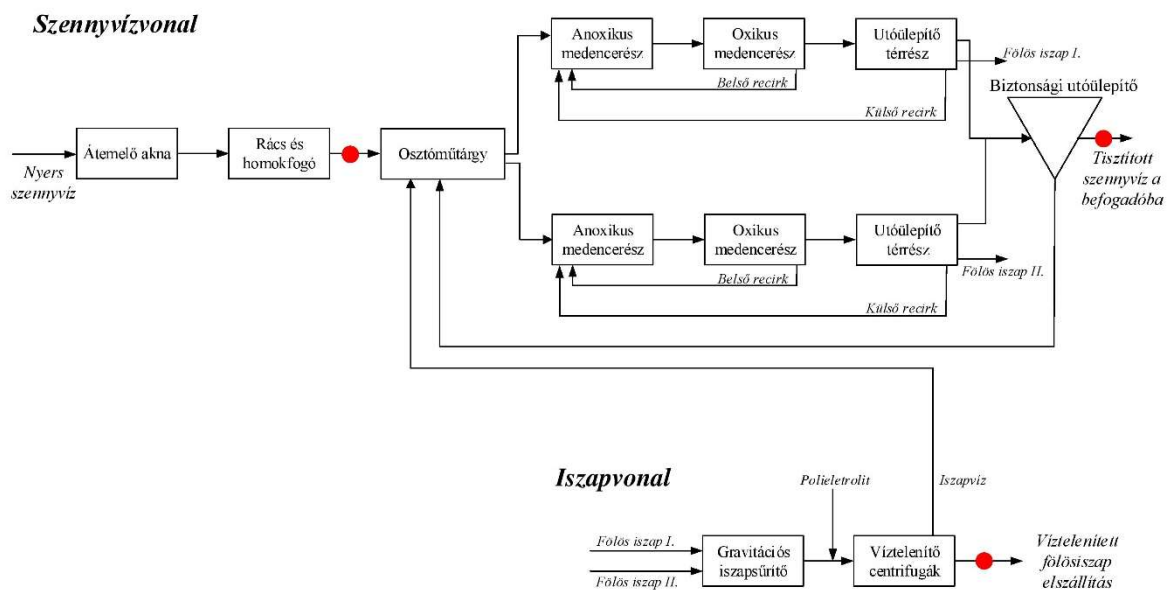 Szennyvízvonal
Anoxikus
medencerész
Oxikus
medencerész
Utóülepítő
térrész
Fölös iszap I.
Belső recirk
Külső recirk
Biztonsági utóülepítő
Nyers
szennyvíz
Átemelő akna
Rács és
homokfogó
Osztóműtárgy
Tisztított
szennyvíz a
befogadóba
Anoxikus
medencerész
Oxikus
medencerész
Utóülepítő
térrész
Fölös iszap II.
Belső recirk
Külső recirk
Iszapvonal
Polieletrolit
Iszapvíz
Fölös iszap I.
Fölös iszap II.
Gravitációs
iszapsűrítő
Víztelenítő
centrifugák
Víztelenített
fölösiszap
elszállítás